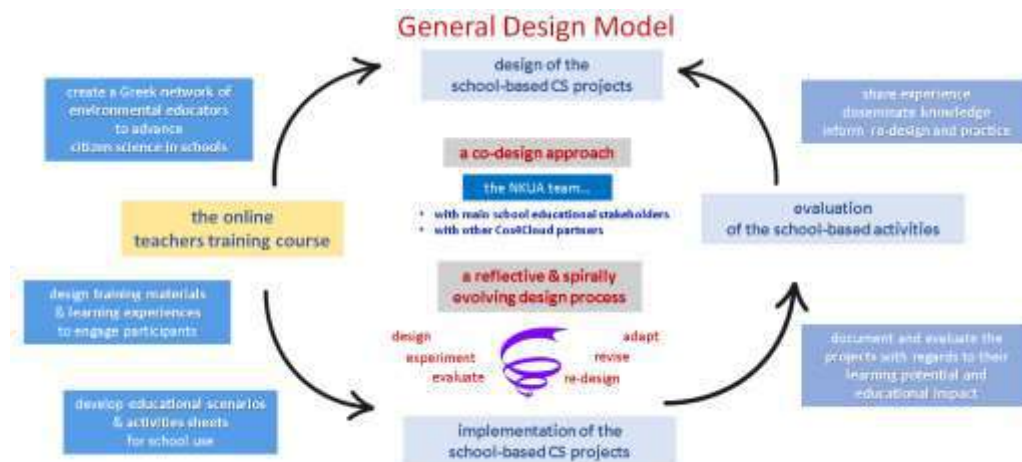 General Design Model
design of the
school-based CS projects
create a Greek network of
environmental educators
to advance
citizen science in schools
share experience
disseminate knowledge
inform re-design and practice
a co-design approach
the NKUA team...
• with main school educational stakeholders
• with other Cos4Cloud partners
the online
teachers training course
evaluation
of the school-based activities
a reflective & spirally
evolving design process
design training materials
& learning experiences
to engage participants
design
experiment
evaluate
adapt
revise
re-design
document and evaluate the
projects with regards to their
learning potential and
educational impact
develop educational scenarios
& activities sheets
for school use
implementation of the
school-based CS projects